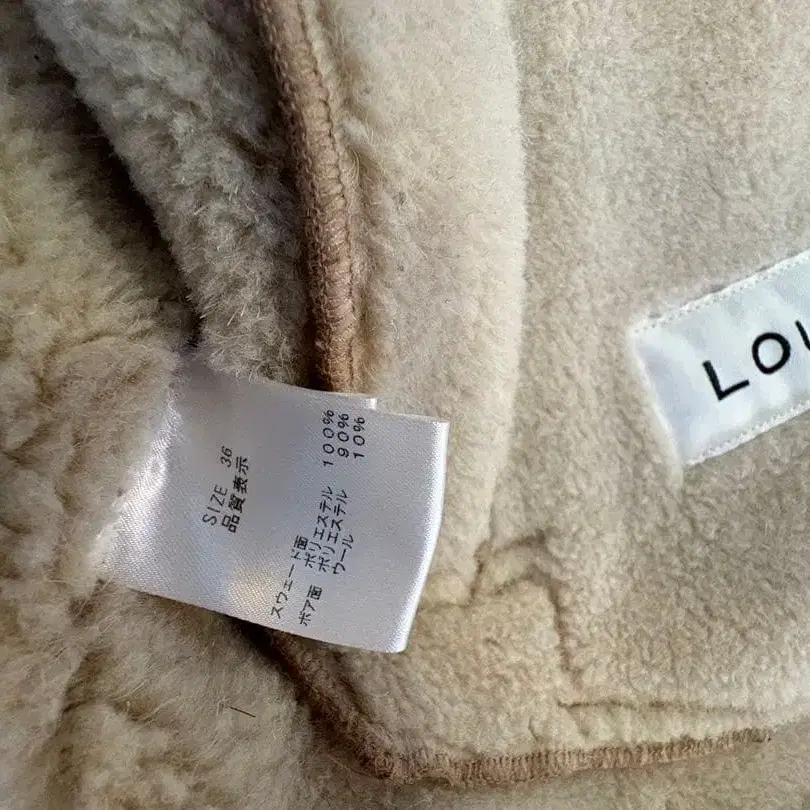 SIZE 36
品質表示
スウェード面
ポリエステル 100%
ボア面 ポリエステル 90%
ウール 10%
LOU